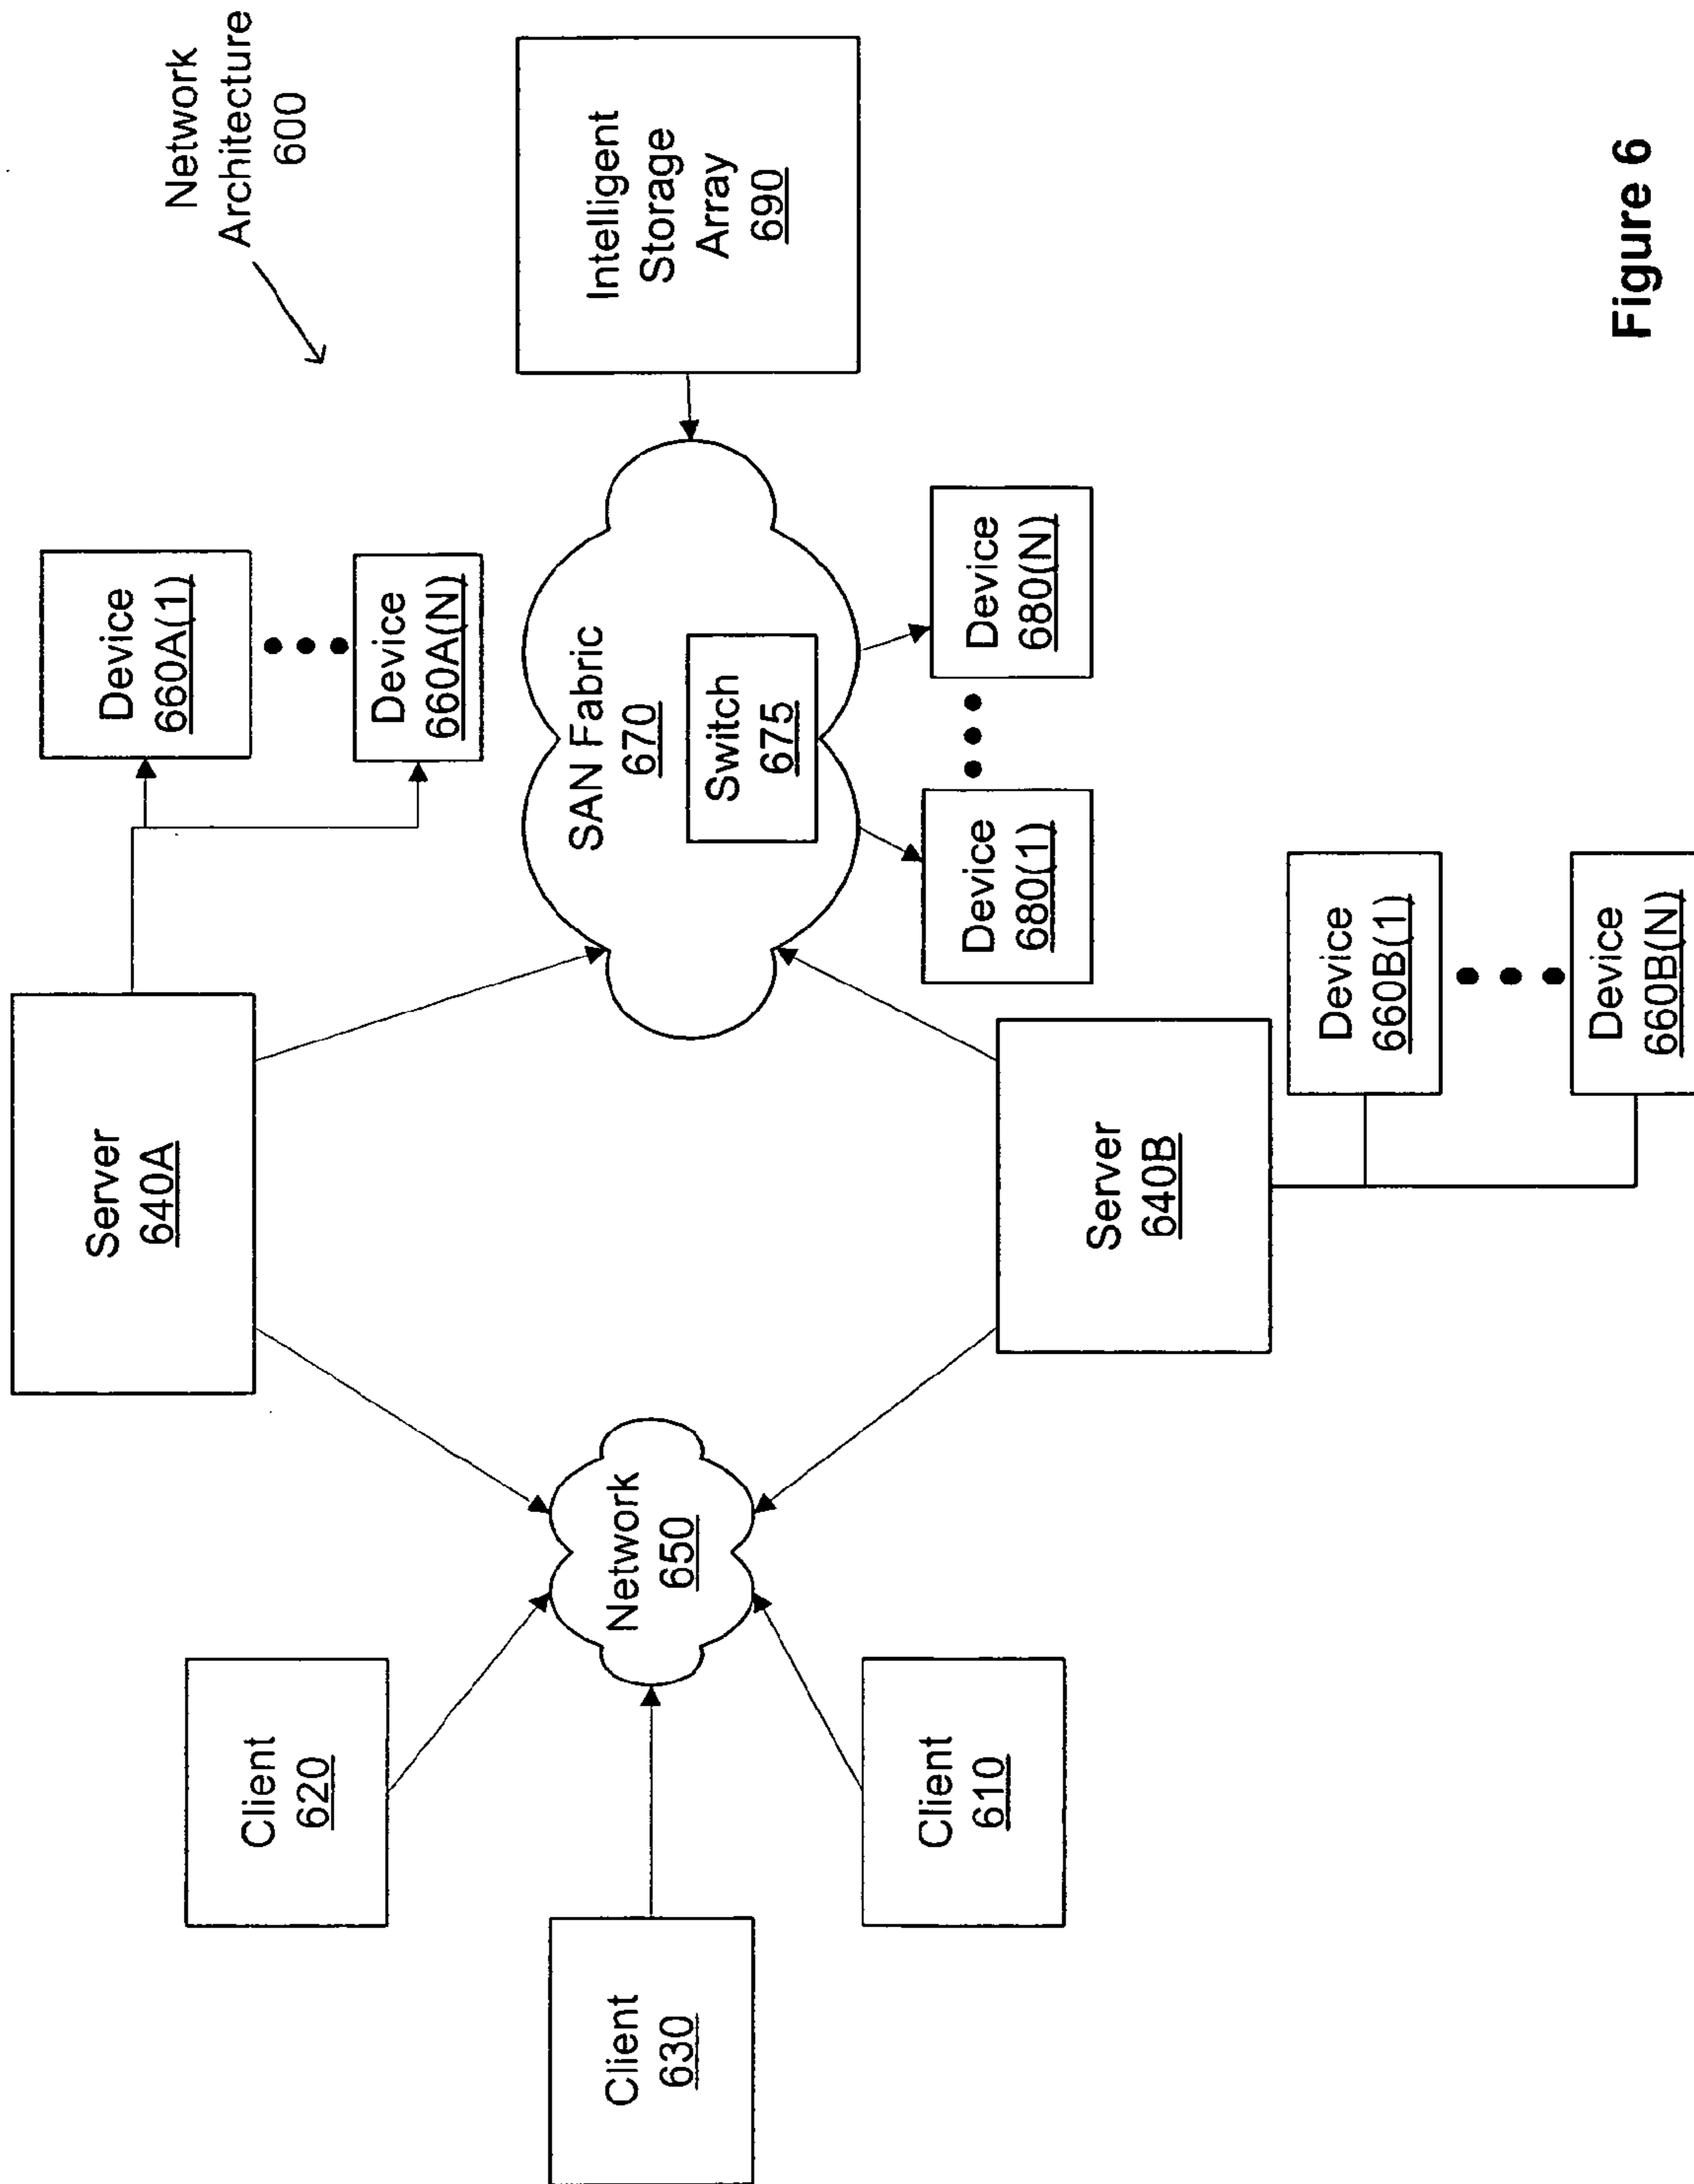 Network
Architecture
600
Device
660A(1)
Device
660A(N)
Server
640A
Intelligent
Storage
Array
690
SAN Fabric
670
Switch
675
Device
680(1)
Device
680(N)
Client
620
Network
650
Client
630
Client
610
Server
640B
Device
660B(1)
Device
660B(N)
Figure 6